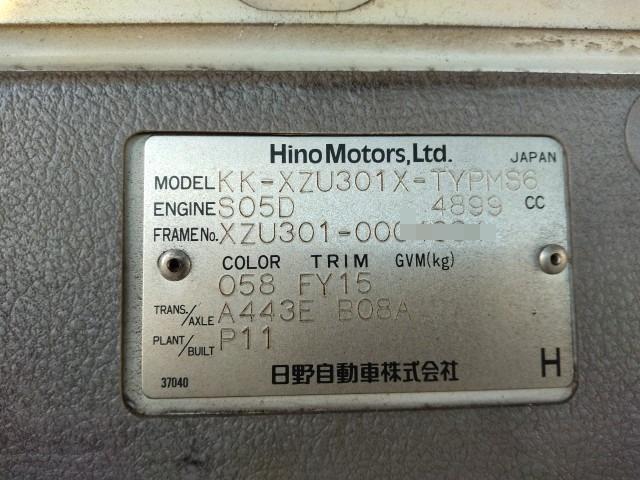 Hino Motors, Ltd. JAPAN
MODEL KK-XZU301X-TYPMS6
ENGINE S05D 4899 CC
FRAME No. XZU301-000
COLOR TRIM GVM(kg)
058 FY15
TRANS./AXLE A443E B08A
PLANT/BUILT P11
37040 日野自動車株式会社 H